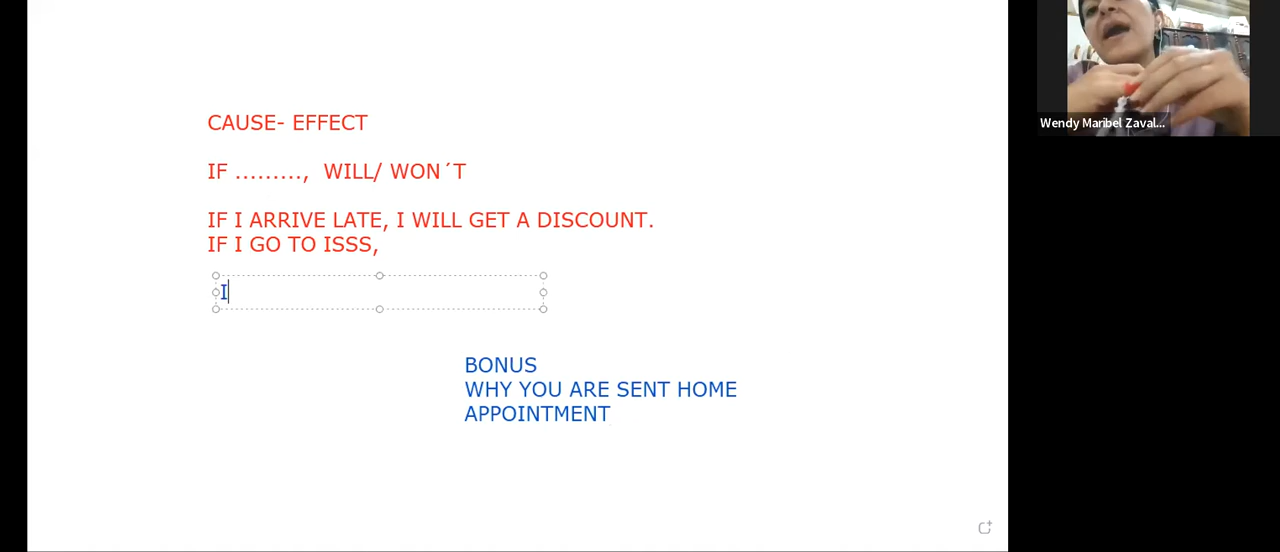 CAUSE- EFFECT
IF ........., WILL/ WON´T
IF I ARRIVE LATE, I WILL GET A DISCOUNT.
IF I GO TO ISSS,
I
BONUS
WHY YOU ARE SENT HOME
APPOINTMENT
Wendy Maribel Zaval...